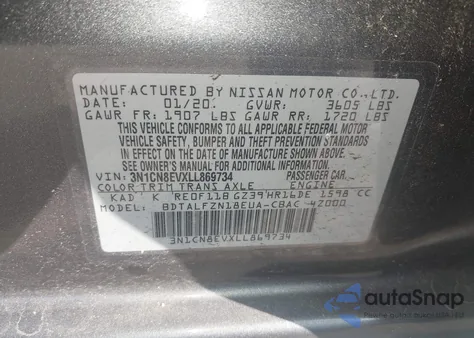 MANUFACTURED BY NISSAN MOTOR CO., LTD.
DATE: 01/20. GVWR: 3605 LBS
GAWR FR: 1907 LBS GAWR RR: 1720 LBS
THIS VEHICLE CONFORMS TO ALL APPLICABLE FEDERAL MOTOR
VEHICLE SAFETY, BUMPER AND THEFT PREVENTION STANDARDS
IN EFFECT ON THE DATE OF MANUFACTURE SHOWN ABOVE.
SEE OWNER'S MANUAL FOR ADDITIONAL INFORMATION.
VIN: 3N1CN8EVXLL869734 PASSENGER CAR.
COLOR TRIM TRANS AXLE ENGINE
KAD K RE0F11B GZ39 HR16DE 1598 CC
MODEL: BDTALFZN18EUA-CBAC 42000
3N1CN8EVXLL869734
autoSnap